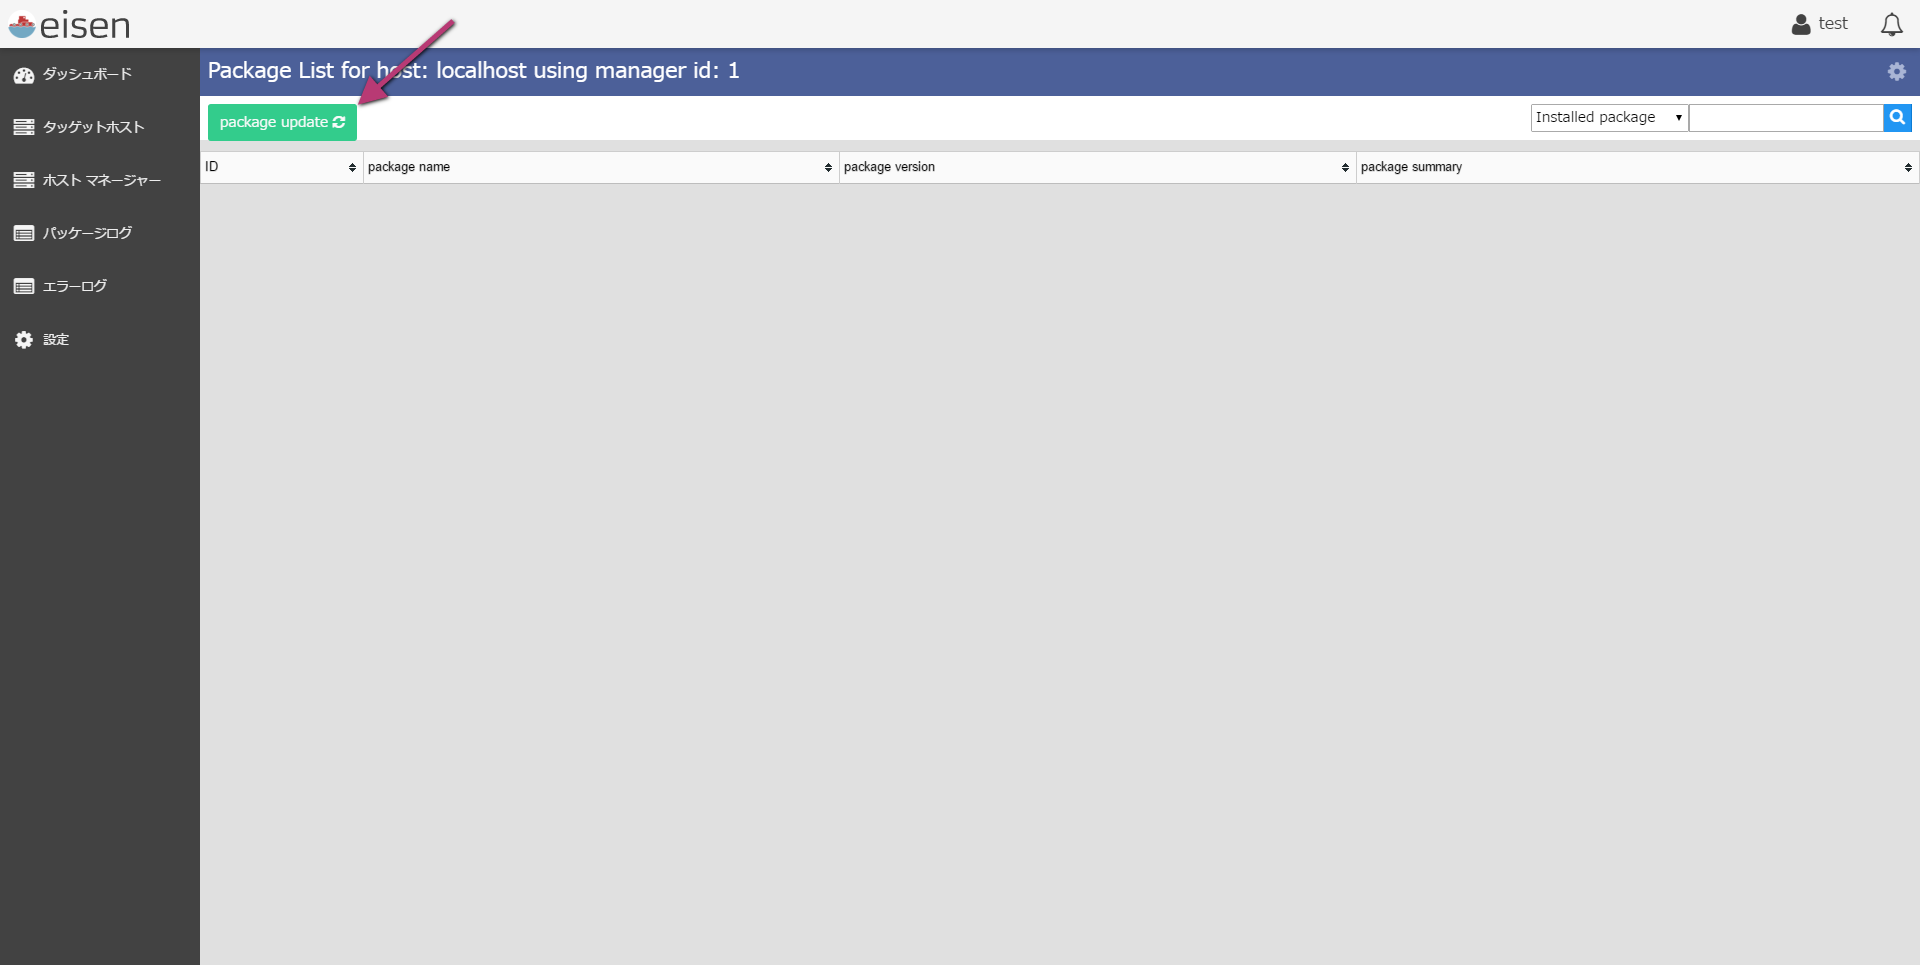 eisen
test
ダッシュボード
タッゲットホスト
ホスト マネージャー
パッケージログ
エラーログ
設定
Package List for host: localhost using manager id: 1
package update
Installed package
ID
package name
package version
package summary